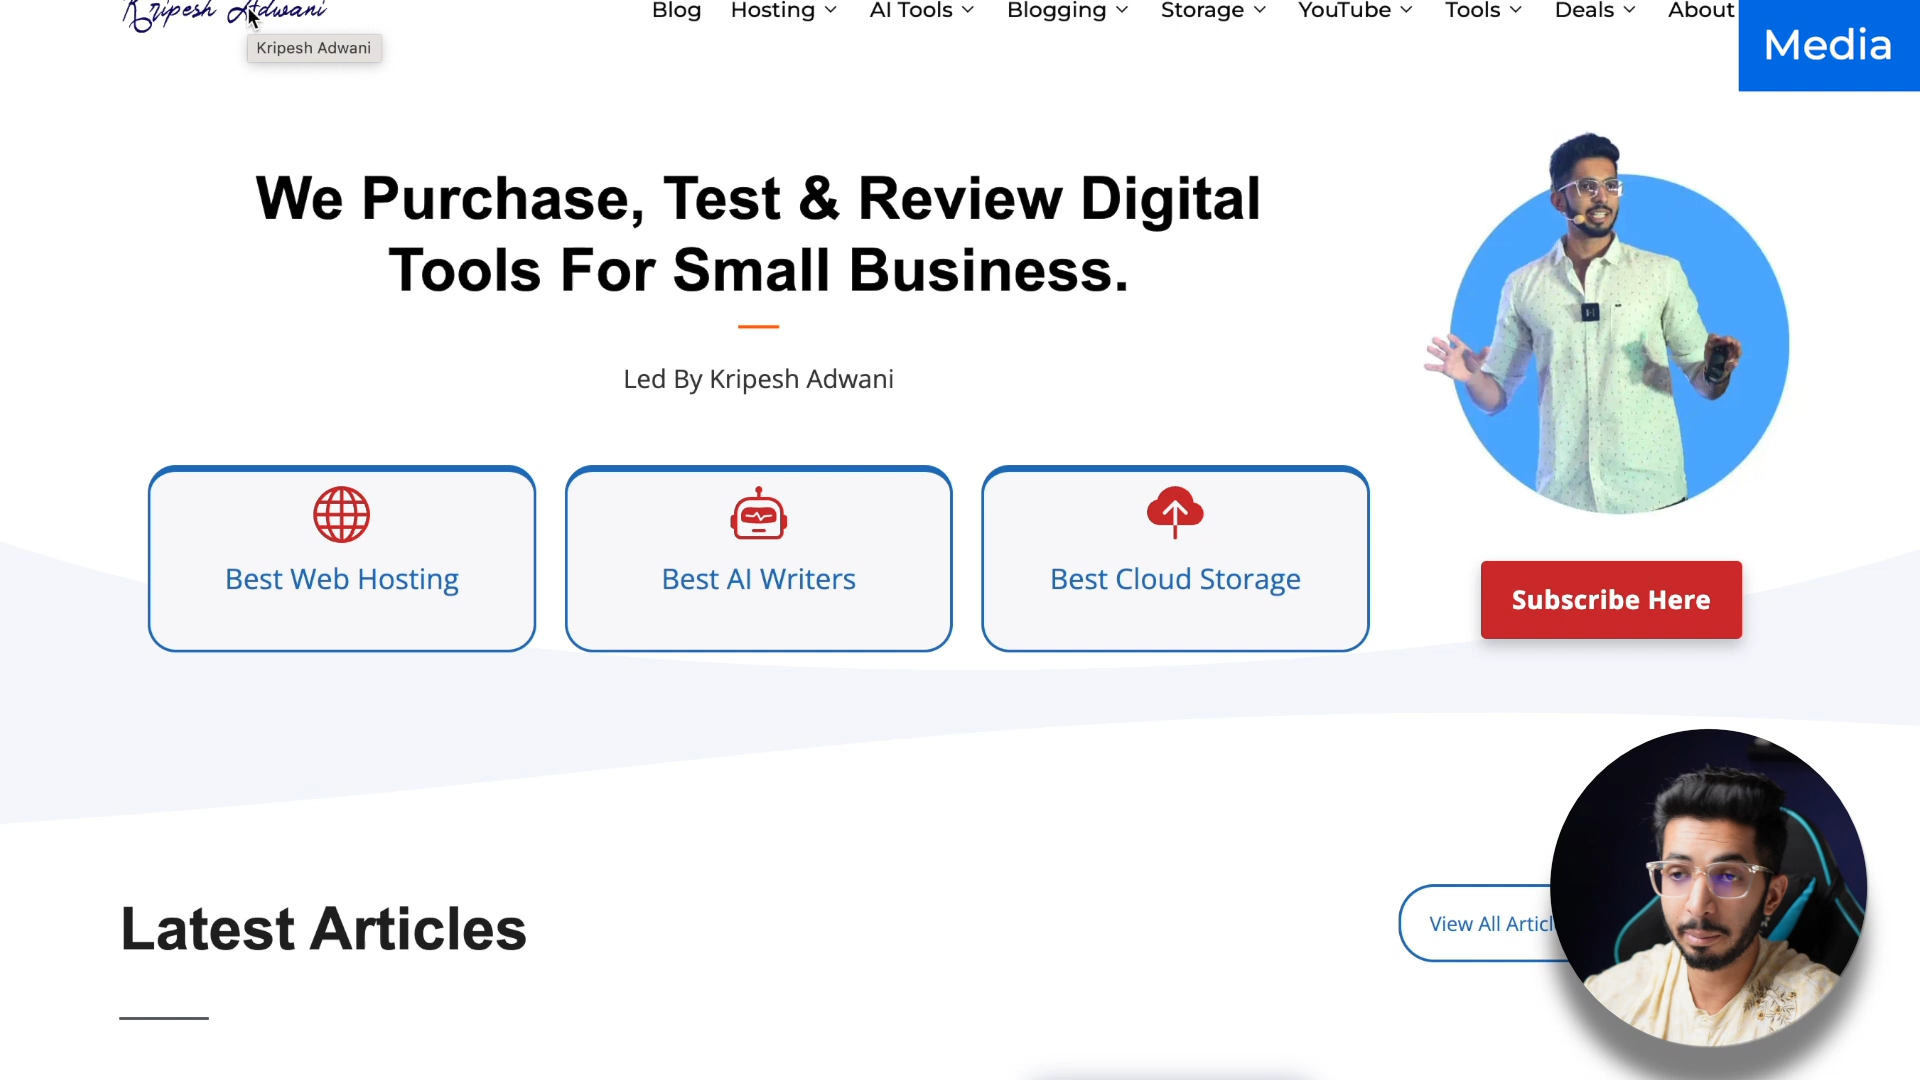 Kripesh Adwani
Blog Hosting AI Tools Blogging Storage YouTube Tools Deals About
Media
Kripesh Adwani
We Purchase, Test & Review Digital
Tools For Small Business.
Led By Kripesh Adwani
Best Web Hosting
Best AI Writers
Best Cloud Storage
Subscribe Here
Latest Articles
View All